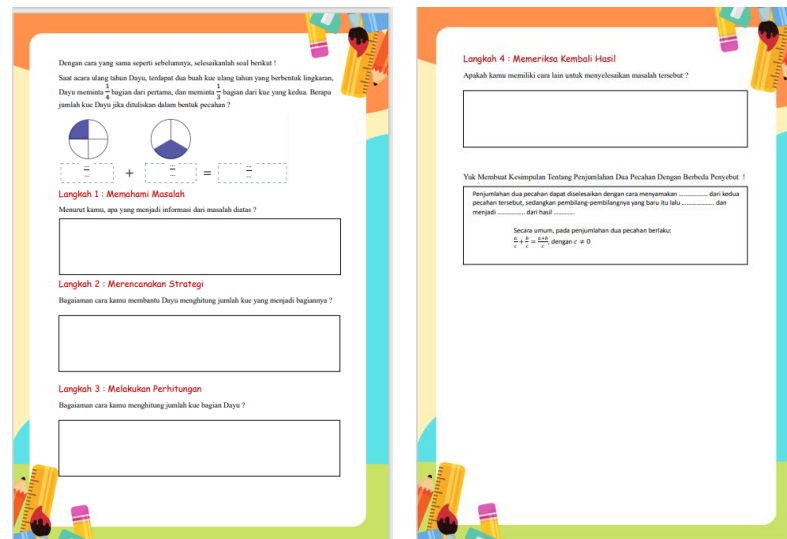 Dengan cara yang sama seperti sebelumnya, selesaikanlah soal berikut !
Saat acara ulang tahun Dayu, terdapat dua buah kue ulang tahun yang berbentuk lingkaran,
Dayu meminta 1/4 bagian dari pertama, dan meminta 1/3 bagian dari kue yang kedua. Berapa
jumlah kue Dayu jika dituliskan dalam bentuk pecahan ?
+ =
Langkah 1 : Memahami Masalah
Menurut kamu, apa yang menjadi informasi dari masalah diatas ?
Langkah 2 : Merencanakan Strategi
Bagaiaman cara kamu membantu Dayu menghitung jumlah kue yang menjadi bagiannya ?
Langkah 3 : Melakukan Perhitungan
Bagaiaman cara kamu menghitung jumlah kue bagian Dayu ?
Langkah 4 : Memeriksa Kembali Hasil
Apakah kamu memiliki cara lain untuk menyelesaikan masalah tersebut ?
Yuk Membuat Kesimpulan Tentang Penjumlahan Dua Pecahan Dengan Berbeda Penyebut !
Penjumlahan dua pecahan dapat diselesaikan dengan cara menyamakan ............... dari kedua
pecahan tersebut, sedangkan pembilang-pembilangnya yang baru itu lalu ................. dan
menjadi .............. dari hasil ...........
Secara umum, pada penjumlahan dua pecahan berlaku:
a/c + b/c = a+b/c, dengan c ≠ 0